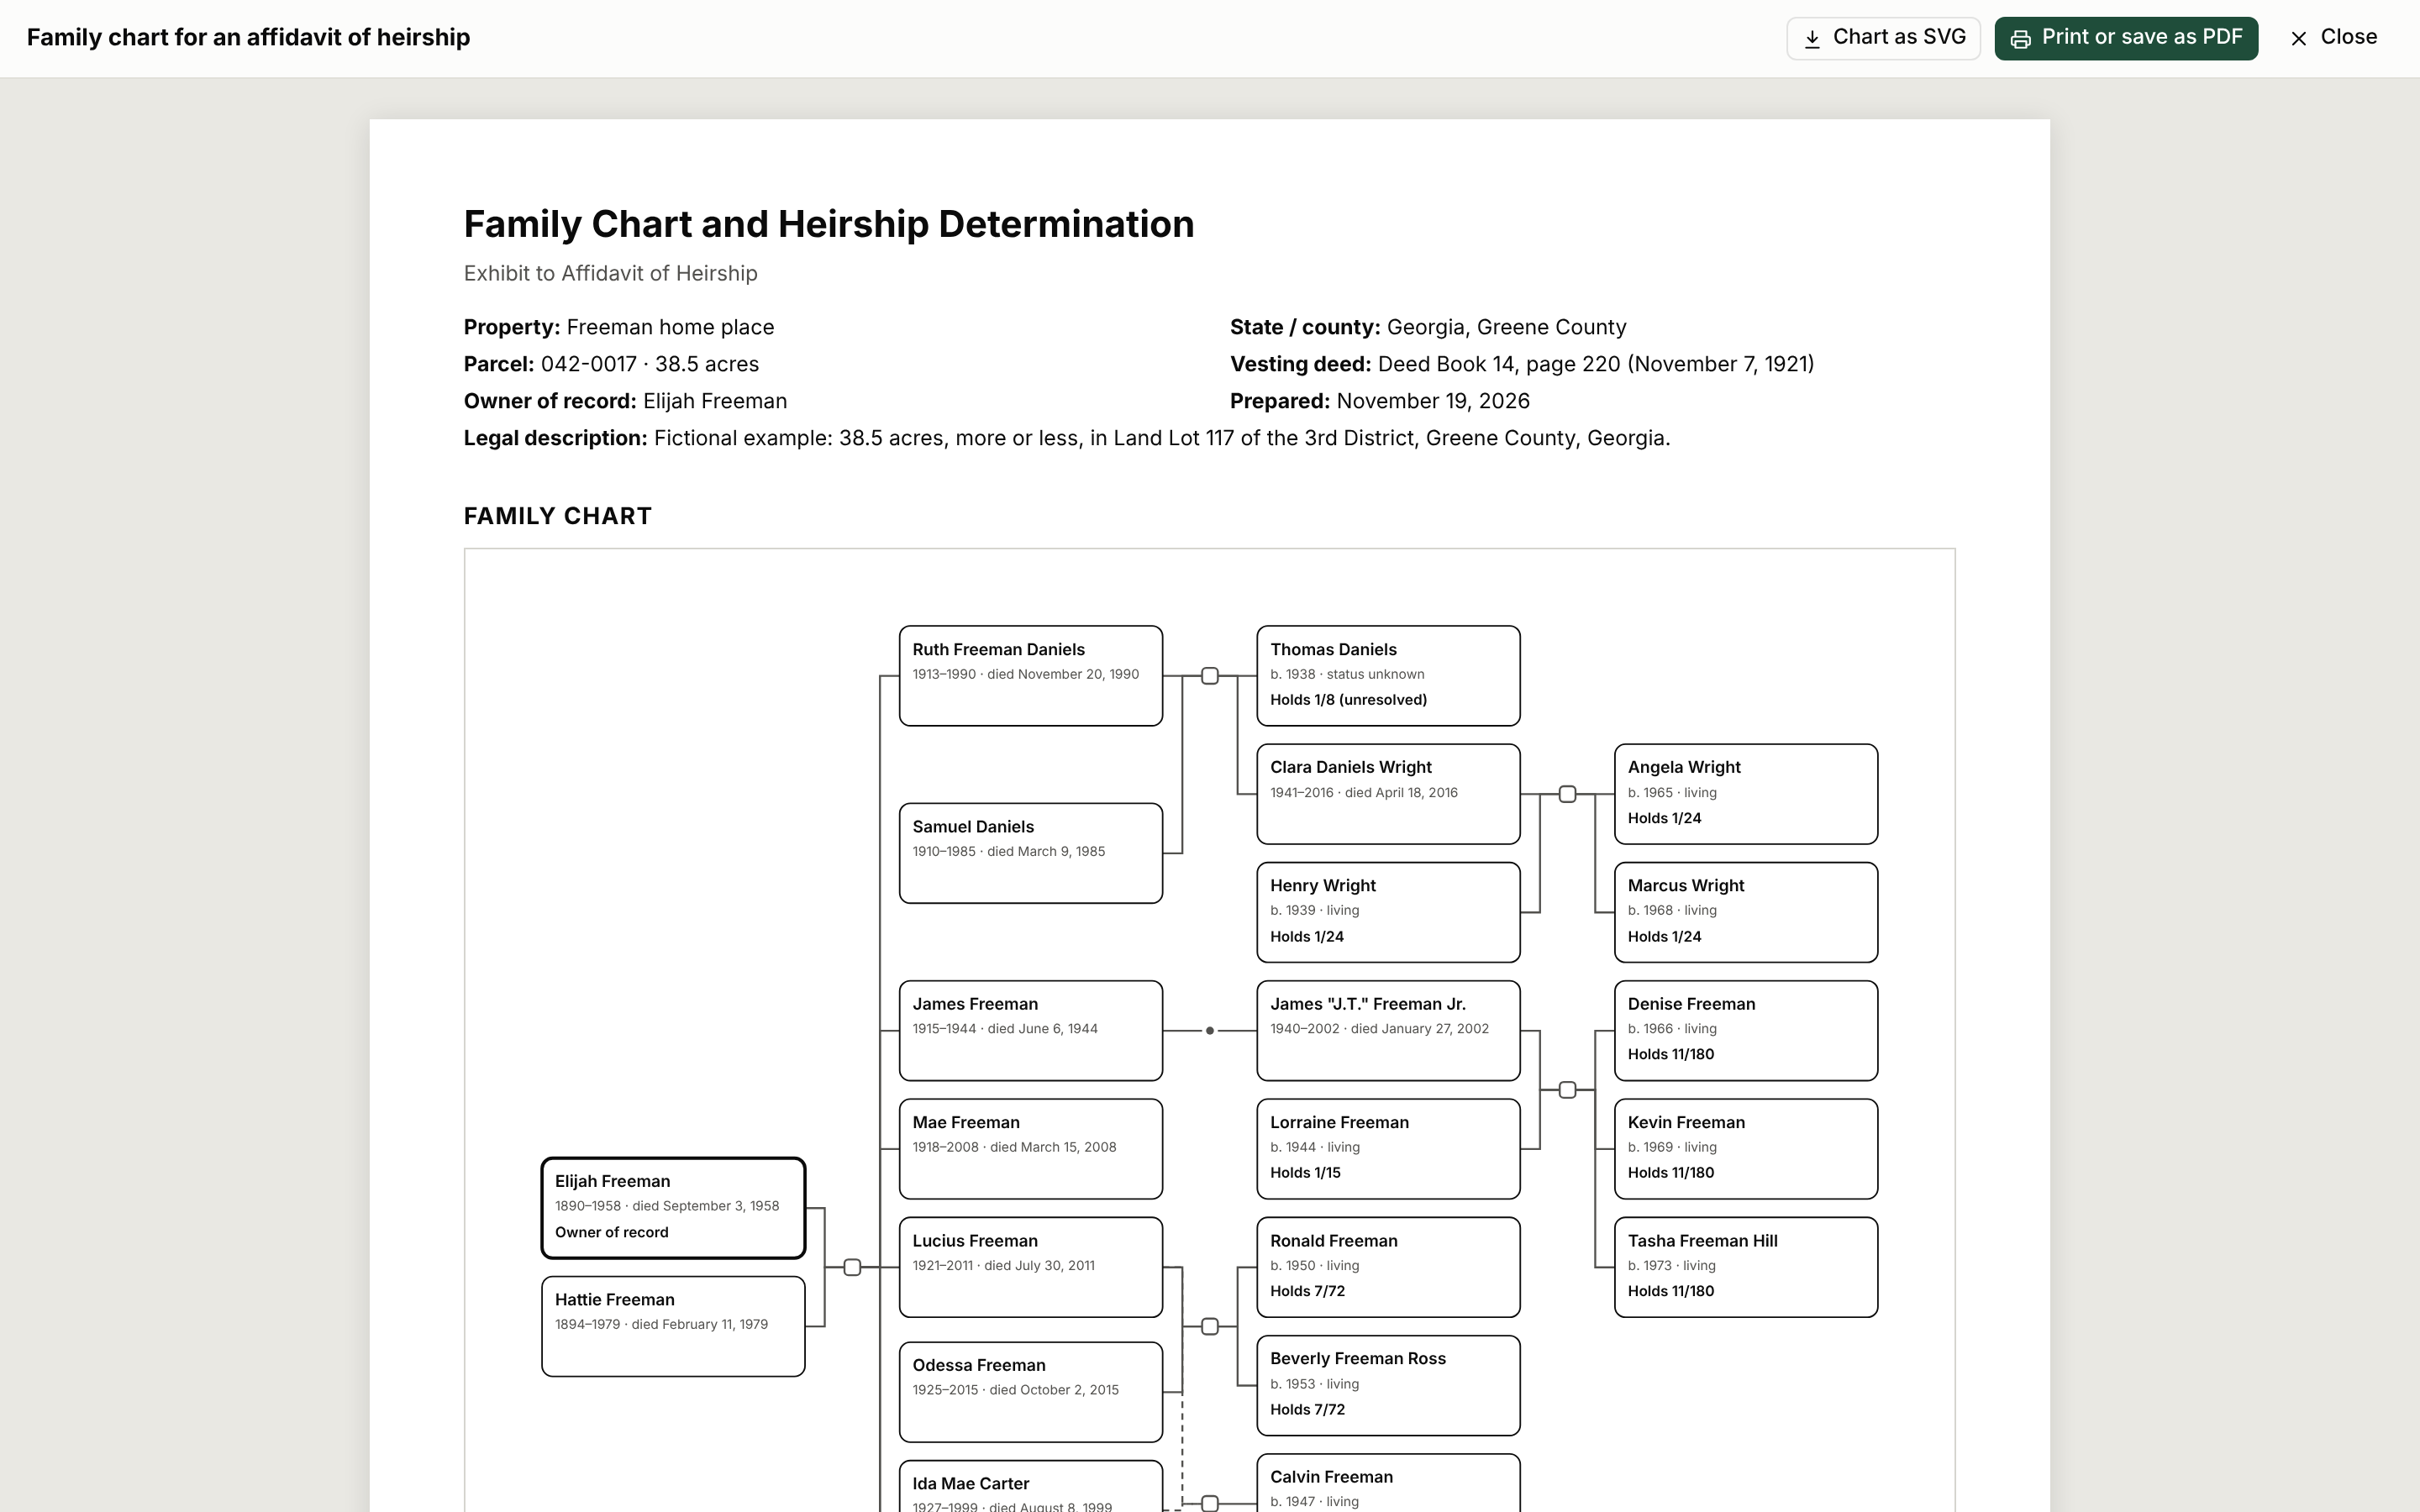 Family chart for an affidavit of heirship
Chart as SVG
Print or save as PDF
Close
Family Chart and Heirship Determination
Exhibit to Affidavit of Heirship
Property: Freeman home place
State / county: Georgia, Greene County
Parcel: 042-0017 · 38.5 acres
Vesting deed: Deed Book 14, page 220 (November 7, 1921)
Owner of record: Elijah Freeman
Prepared: November 19, 2026
Legal description: Fictional example: 38.5 acres, more or less, in Land Lot 117 of the 3rd District, Greene County, Georgia.
FAMILY CHART
Elijah Freeman
1890–1958 · died September 3, 1958
Owner of record
Hattie Freeman
1894–1979 · died February 11, 1979
Ruth Freeman Daniels
1913–1990 · died November 20, 1990
Samuel Daniels
1910–1985 · died March 9, 1985
James Freeman
1915–1944 · died June 6, 1944
Mae Freeman
1918–2008 · died March 15, 2008
Lucius Freeman
1921–2011 · died July 30, 2011
Odessa Freeman
1925–2015 · died October 2, 2015
Ida Mae Carter
1927–1999 · died August 8, 1999
Thomas Daniels
b. 1938 · status unknown
Holds 1/8 (unresolved)
Clara Daniels Wright
1941–2016 · died April 18, 2016
Henry Wright
b. 1939 · living
Holds 1/24
James "J.T." Freeman Jr.
1940–2002 · died January 27, 2002
Lorraine Freeman
b. 1944 · living
Holds 1/15
Ronald Freeman
b. 1950 · living
Holds 7/72
Beverly Freeman Ross
b. 1953 · living
Holds 7/72
Calvin Freeman
b. 1947 · living
Angela Wright
b. 1965 · living
Holds 1/24
Marcus Wright
b. 1968 · living
Holds 1/24
Denise Freeman
b. 1966 · living
Holds 11/180
Kevin Freeman
b. 1969 · living
Holds 11/180
Tasha Freeman Hill
b. 1973 · living
Holds 11/180